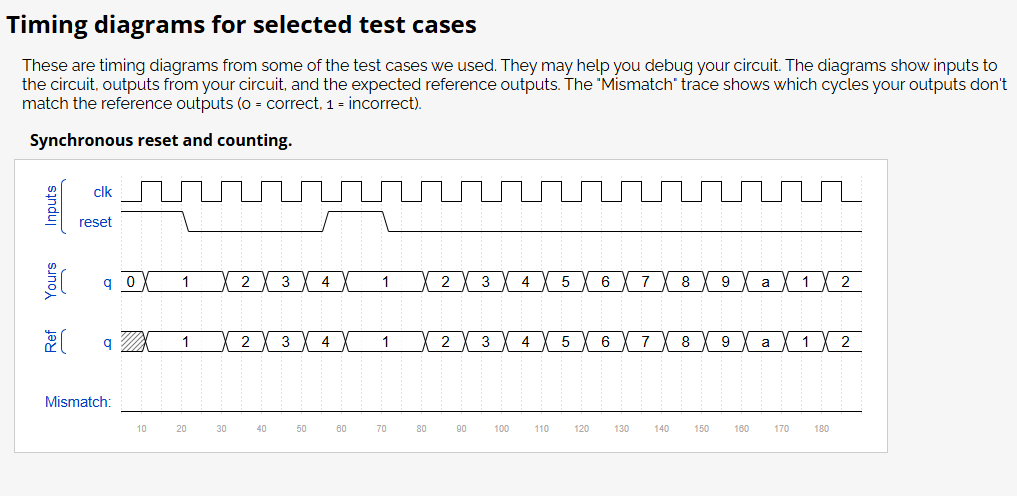 Timing diagrams for selected test cases
These are timing diagrams from some of the test cases we used. They may help you debug your circuit. The diagrams show inputs to
the circuit, outputs from your circuit, and the expected reference outputs. The "Mismatch" trace shows which cycles your outputs don't
match the reference outputs (0 = correct, 1 = incorrect).
Synchronous reset and counting.
Inputs
clk
reset
Yours
q 0 1 2 3 4 1 2 3 4 5 6 7 8 9 a 1 2
Ref
q 1 2 3 4 1 2 3 4 5 6 7 8 9 a 1 2
Mismatch:
10 20 30 40 50 60 70 80 90 100 110 120 130 140 150 160 170 180